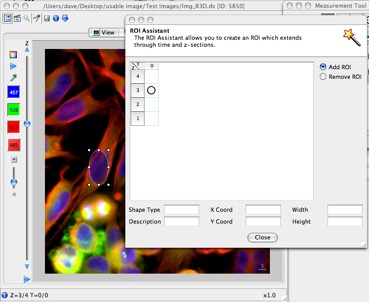 /Users/dave/Desktop/usable image/Test images/Img_R3D.dv [ID: 5850]
Measurement Tool
View
ROI Assistant
The ROI Assistant allows you to create an ROI which extends
through time and z-sections.
Z
T
Z
0
4
3
2
1
Add ROI
Remove ROI
457
528
685
Shape Type
X Coord
Width
Description
Y Coord
Height
Close
Z=3/4 T=0/0
x1.0